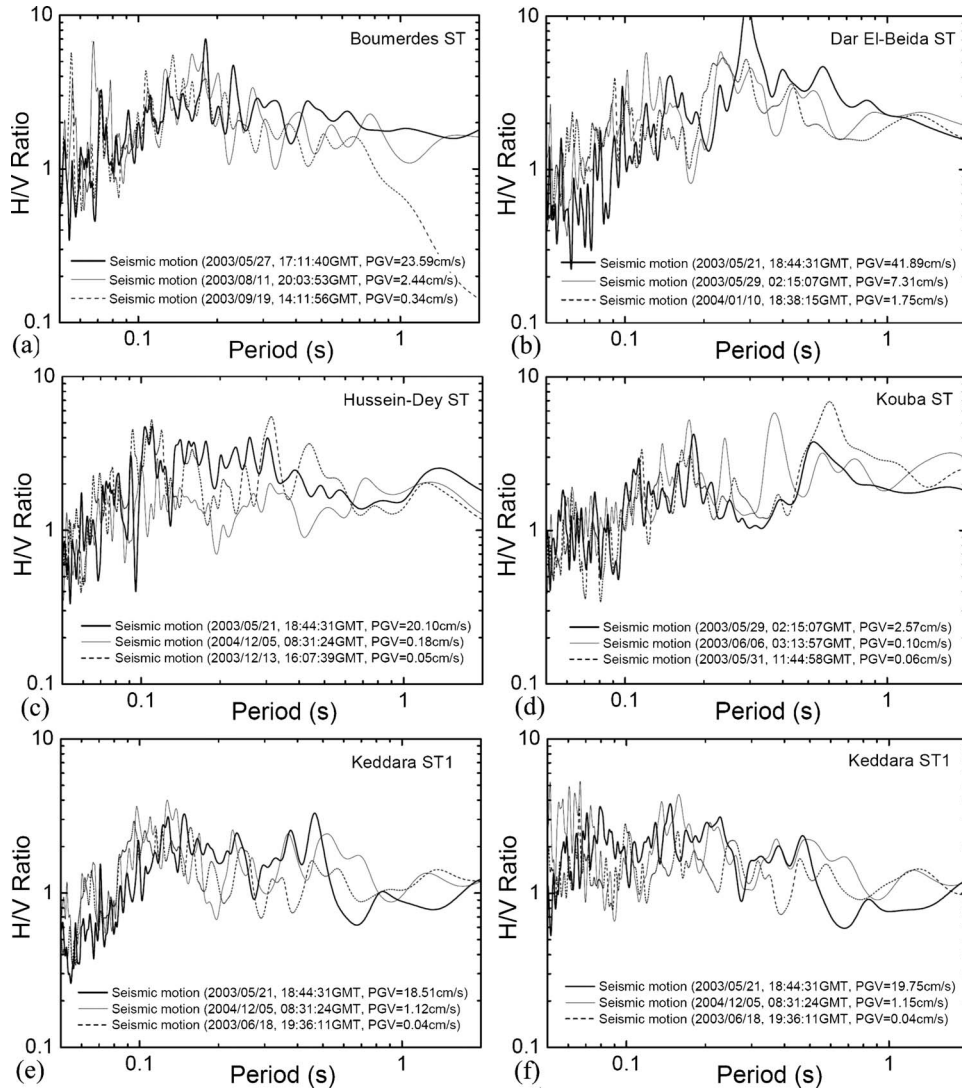 10
Boumerdes ST
H/V Ratio
1
Seismic motion (2003/05/27, 17:11:40GMT, PGV=23.59cm/s)
Seismic motion (2003/08/11, 20:03:53GMT, PGV=2.44cm/s)
Seismic motion (2003/09/19, 14:11:56GMT, PGV=0.34cm/s)
0.1
0.1
1
(a)
Period (s)
10
Dar El-Beida ST
H/V Ratio
1
Seismic motion (2003/05/21, 18:44:31GMT, PGV=41.89cm/s)
Seismic motion (2003/05/29, 02:15:07GMT, PGV=7.31cm/s)
Seismic motion (2004/01/10, 18:38:15GMT, PGV=1.75cm/s)
0.1
0.1
1
(b)
Period (s)
10
Hussein-Dey ST
H/V Ratio
1
Seismic motion (2003/05/21, 18:44:31GMT, PGV=20.10cm/s)
Seismic motion (2004/12/05, 08:31:24GMT, PGV=0.18cm/s)
Seismic motion (2003/12/13, 16:07:39GMT, PGV=0.05cm/s)
0.1
0.1
1
(c)
Period (s)
10
Kouba ST
H/V Ratio
1
Seismic motion (2003/05/29, 02:15:07GMT, PGV=2.57cm/s)
Seismic motion (2003/06/06, 03:13:57GMT, PGV=0.10cm/s)
Seismic motion (2003/05/31, 11:44:58GMT, PGV=0.06cm/s)
0.1
0.1
1
(d)
Period (s)
10
Keddara ST1
H/V Ratio
1
Seismic motion (2003/05/21, 18:44:31GMT, PGV=18.51cm/s)
Seismic motion (2004/12/05, 08:31:24GMT, PGV=1.12cm/s)
Seismic motion (2003/06/18, 19:36:11GMT, PGV=0.04cm/s)
0.1
0.1
1
(e)
Period (s)
10
Keddara ST1
H/V Ratio
1
Seismic motion (2003/05/21, 18:44:31GMT, PGV=19.75cm/s)
Seismic motion (2004/12/05, 08:31:24GMT, PGV=1.15cm/s)
Seismic motion (2003/06/18, 19:36:11GMT, PGV=0.04cm/s)
0.1
0.1
1
(f)
Period (s)